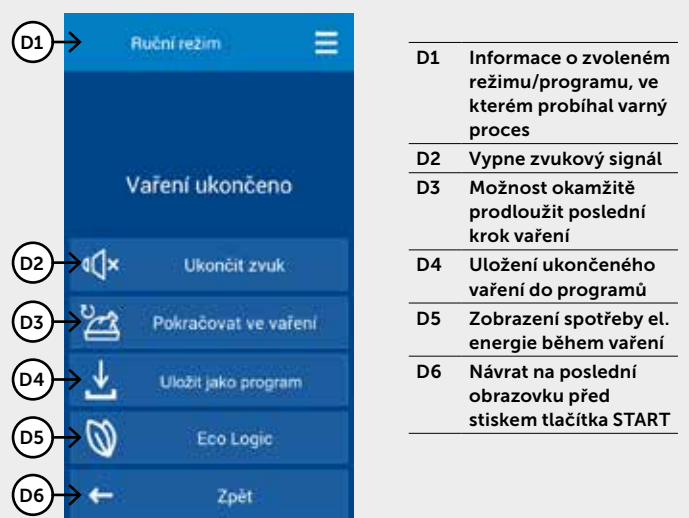 D1
Ruční režim
Vaření ukončeno
D2
Ukončit zvuk
D3
Pokračovat ve vaření
D4
Uložit jako program
D5
Eco Logic
D6
Zpět
D1 Informace o zvoleném
režimu/programu, ve
kterém probíhal varný
proces
D2 Vypne zvukový signál
D3 Možnost okamžitě
prodloužit poslední
krok vaření
D4 Uložení ukončeného
vaření do programů
D5 Zobrazení spotřeby el.
energie během vaření
D6 Návrat na poslední
obrazovku před
stiskem tlačítka START